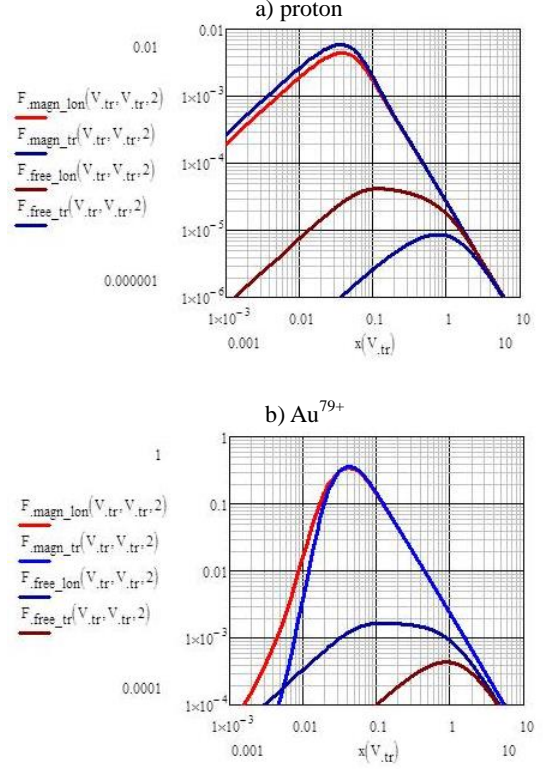 a) proton
0.01
0.01
F.magn_lon(V.tr,V.tr,2)
F.magn_tr(V.tr,V.tr,2)
F.free_lon(V.tr,V.tr,2)
F.free_tr(V.tr,V.tr,2)
0.000001
1×10⁻³
1×10⁻⁴
1×10⁻⁵
1×10⁻⁶
1×10⁻³ 0.01 0.1 1 10
0.001 x(V.tr) 10
b) Au⁷⁹⁺
1
1
F.magn_lon(V.tr,V.tr,2)
F.magn_tr(V.tr,V.tr,2)
F.free_lon(V.tr,V.tr,2)
F.free_tr(V.tr,V.tr,2)
0.0001
0.1
0.01
1×10⁻³
1×10⁻⁴
1×10⁻³ 0.01 0.1 1 10
0.001 x(V.tr) 10